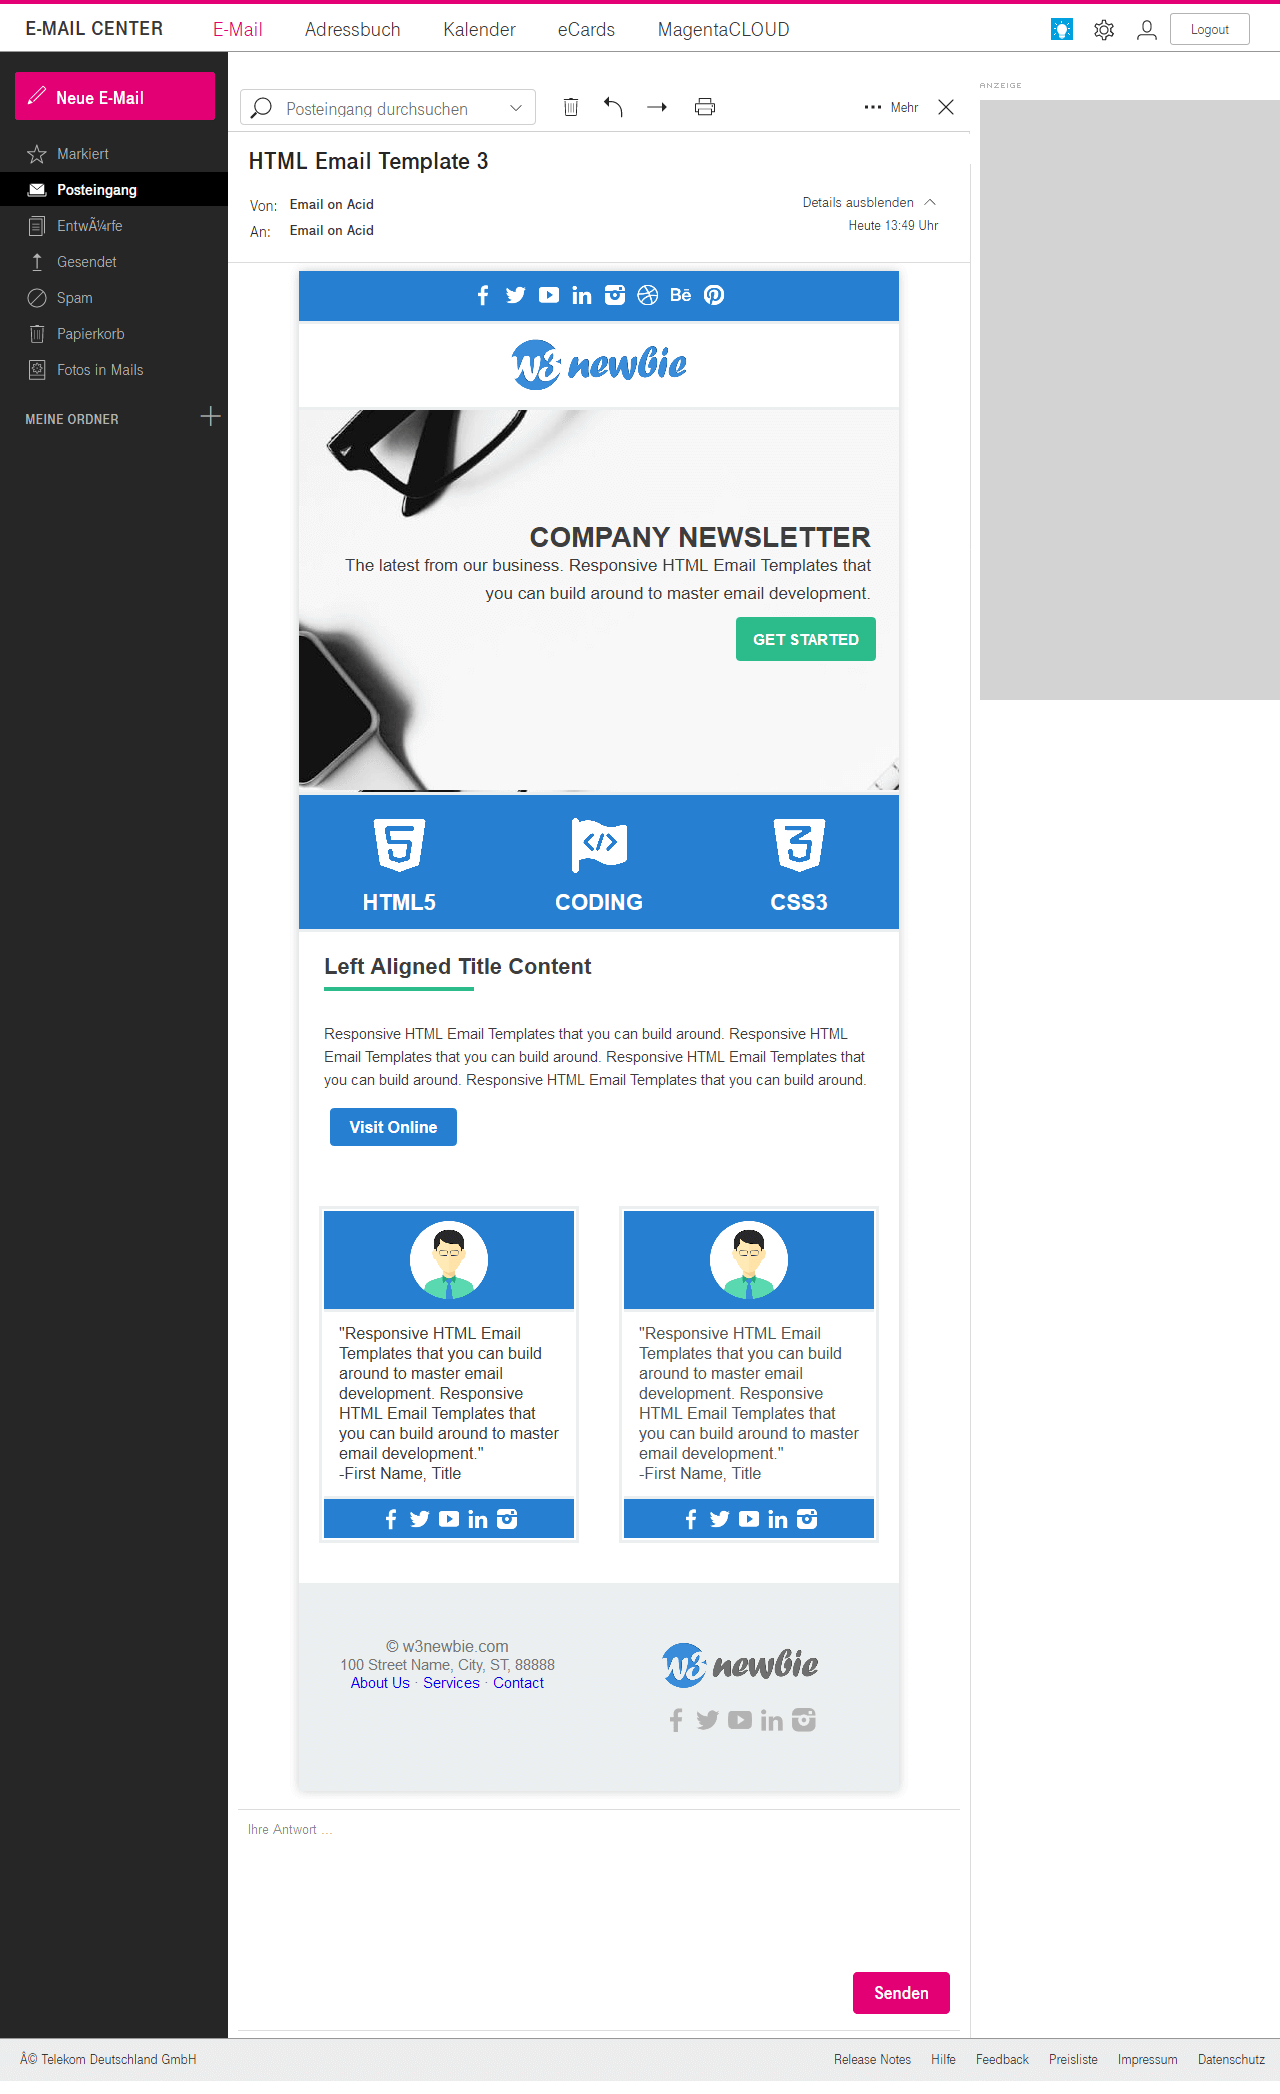 E-MAIL CENTER
E-Mail
Adressbuch
Kalender
eCards
MagentaCLOUD
Logout
Neue E-Mail
Markiert
Posteingang
EntwÃ¼rfe
Gesendet
Spam
Papierkorb
Fotos in Mails
MEINE ORDNER
Posteingang durchsuchen
Mehr
ANZEIGE
HTML Email Template 3
Von: Email on Acid
An: Email on Acid
Details ausblenden
Heute 13:49 Uhr
Bē
w3 newbie
COMPANY NEWSLETTER
The latest from our business. Responsive HTML Email Templates that
you can build around to master email development.
GET STARTED
HTML5
CODING
CSS3
Left Aligned Title Content
Responsive HTML Email Templates that you can build around. Responsive HTML
Email Templates that you can build around. Responsive HTML Email Templates that
you can build around. Responsive HTML Email Templates that you can build around.
Visit Online
"Responsive HTML Email
Templates that you can build
around to master email
development. Responsive
HTML Email Templates that
you can build around to master
email development."
-First Name, Title
"Responsive HTML Email
Templates that you can build
around to master email
development. Responsive
HTML Email Templates that
you can build around to master
email development."
-First Name, Title
© w3newbie.com
100 Street Name, City, ST, 88888
About Us · Services · Contact
w3 newbie
Ihre Antwort ...
Senden
Â© Telekom Deutschland GmbH
Release Notes
Hilfe
Feedback
Preisliste
Impressum
Datenschutz